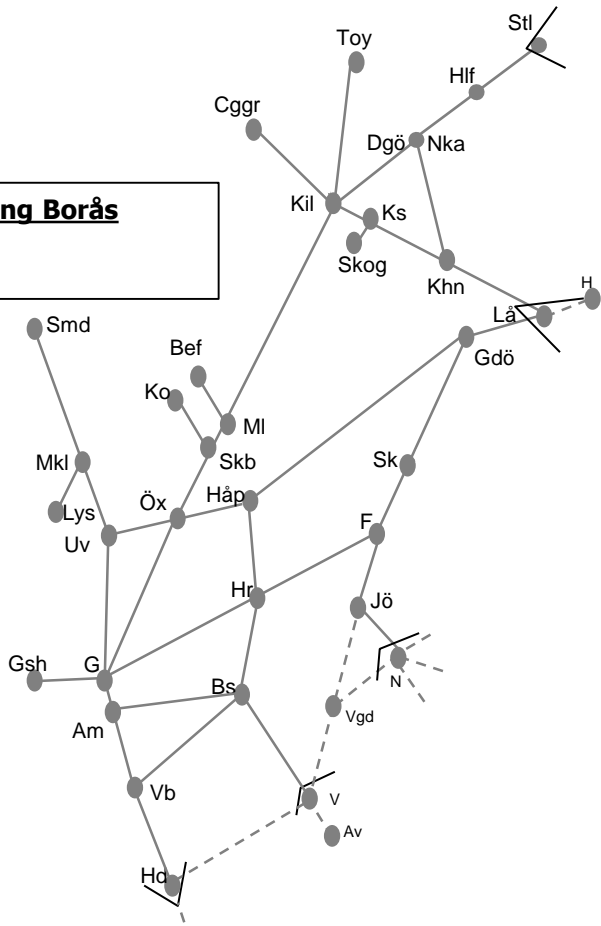 Stl
Toy
Hlf
Cggr
Dgö
Nka
ng Borås
Kil
Ks
Skog
Khn
H
Lå
Smd
Bef
Gdö
Ko
Ml
Skb
Mkl
Sk
Håp
Öx
Lys
Uv
F
Hr
Jö
Gsh
G
Bs
N
Am
Vgd
Vb
V
Av
Hd